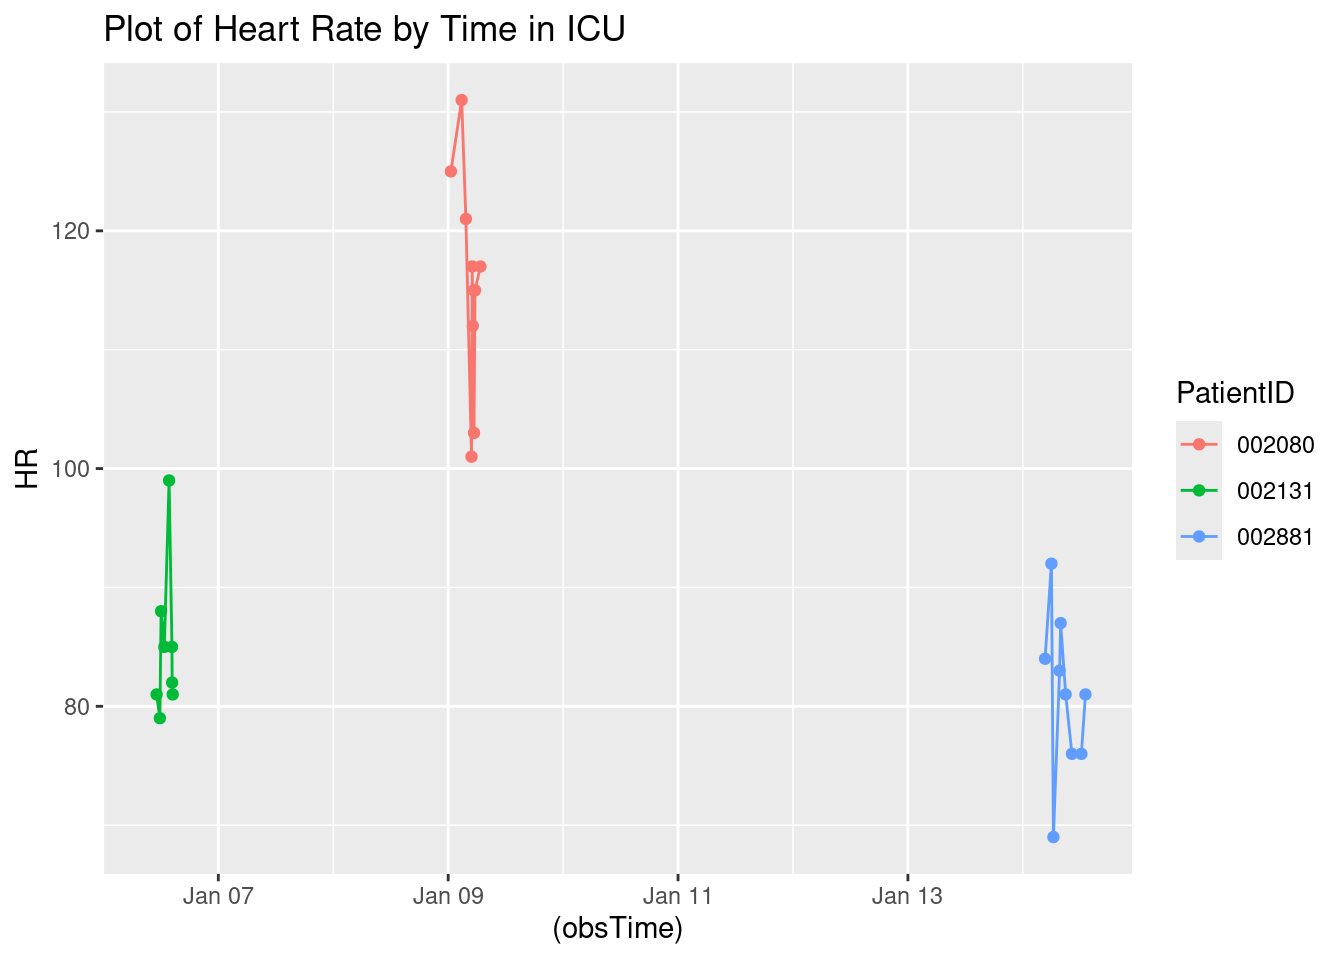 Plot of Heart Rate by Time in ICU
120
100
80
HR
Jan 07
Jan 09
Jan 11
Jan 13
(obsTime)
PatientID
002080
002131
002881